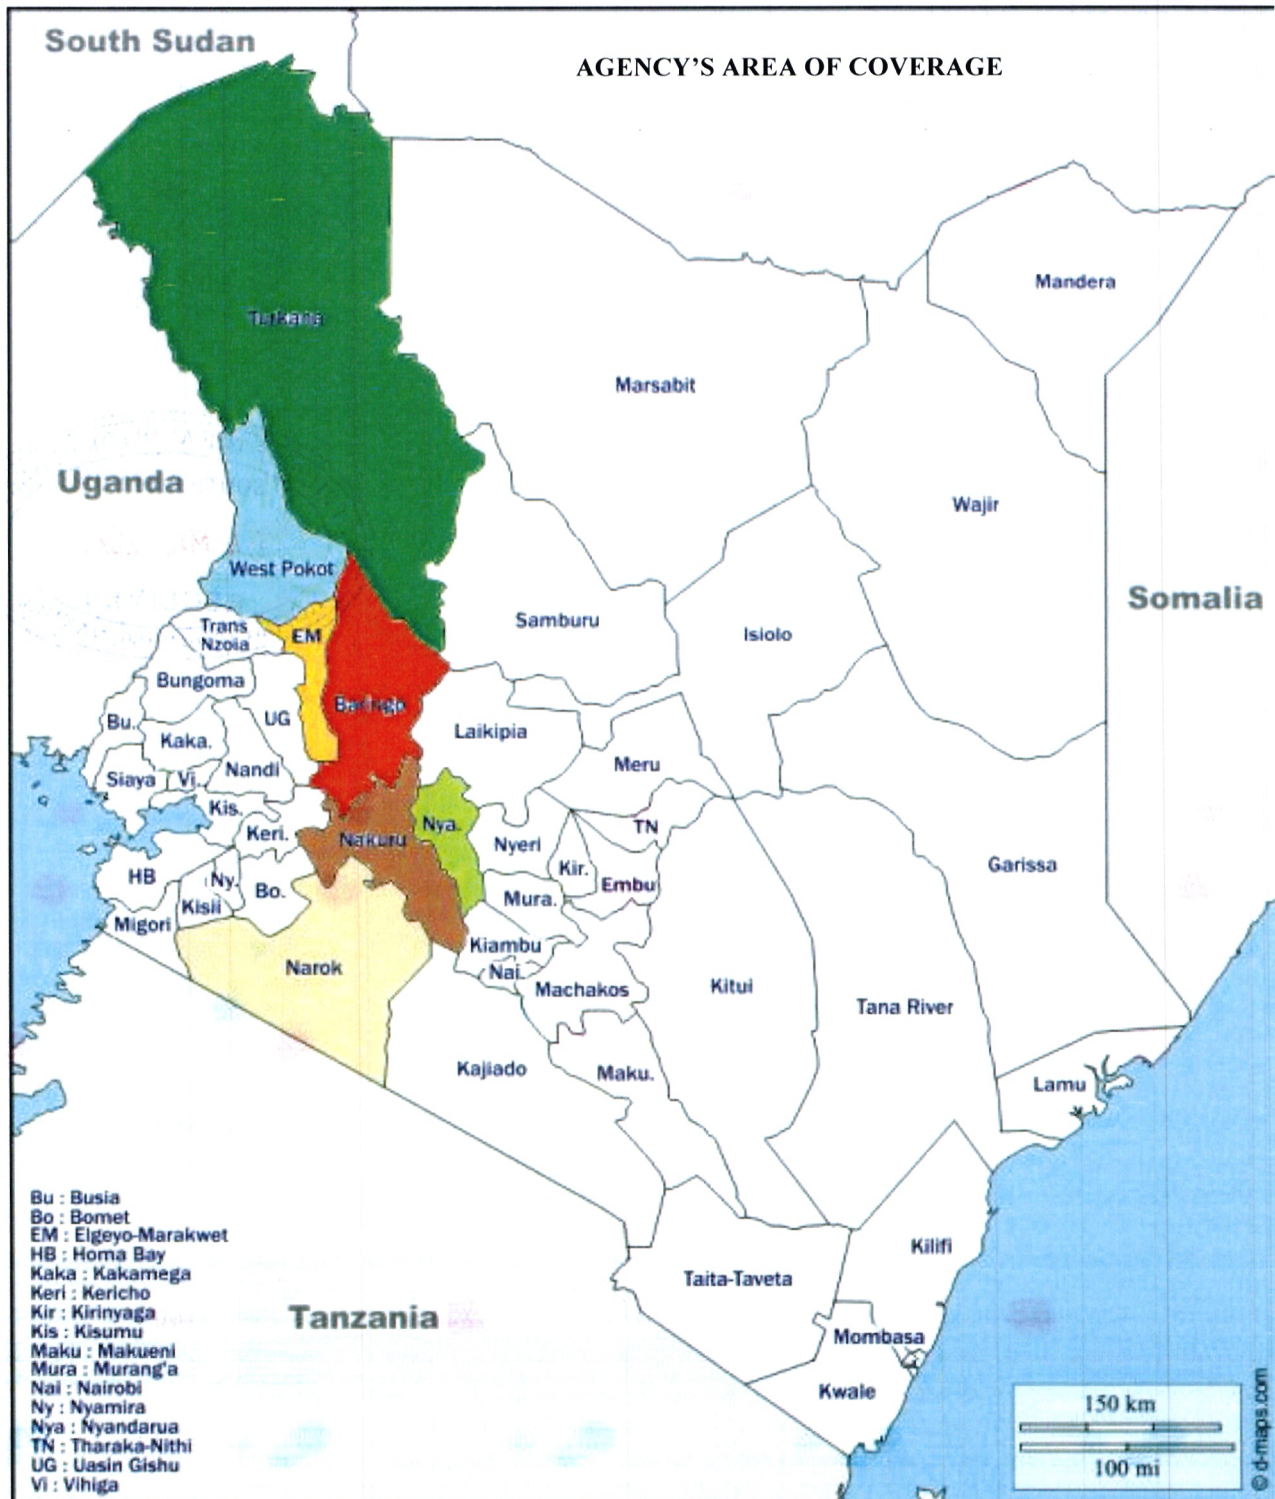 South Sudan
AGENCY'S AREA OF COVERAGE
Mandera
Turkana
Marsabit
Uganda
Wajir
West Pokot
Somalia
Samburu
Trans
Nzoia
EM
Isiolo
Bungoma
Baringo
Bu.
UG
Laikipia
Kaka.
Meru
Siaya
Vi.
Nandi
Kis.
Keri.
Nakuru
Nya.
Nyeri
TN
Garissa
HB
Ny.
Bo.
Kir.
Embu
Kisii
Mura.
Migori
Kiambu
Narok
Nai.
Machakos
Kitui
Tana River
Kajiado
Maku.
Lamu
Bu : Busia
Bo : Bomet
EM : Elgeyo-Marakwet
HB : Homa Bay
Kaka : Kakamega
Keri : Kericho
Kir : Kirinyaga
Kis : Kisumu
Maku : Makueni
Mura : Murang'a
Nai : Nairobi
Ny : Nyamira
Nya : Nyandarua
TN : Tharaka-Nithi
UG : Uasin Gishu
Vi : Vihiga
Tanzania
Kilifi
Taita-Taveta
Mombasa
Kwale
150 km
100 mi
© d-maps.com